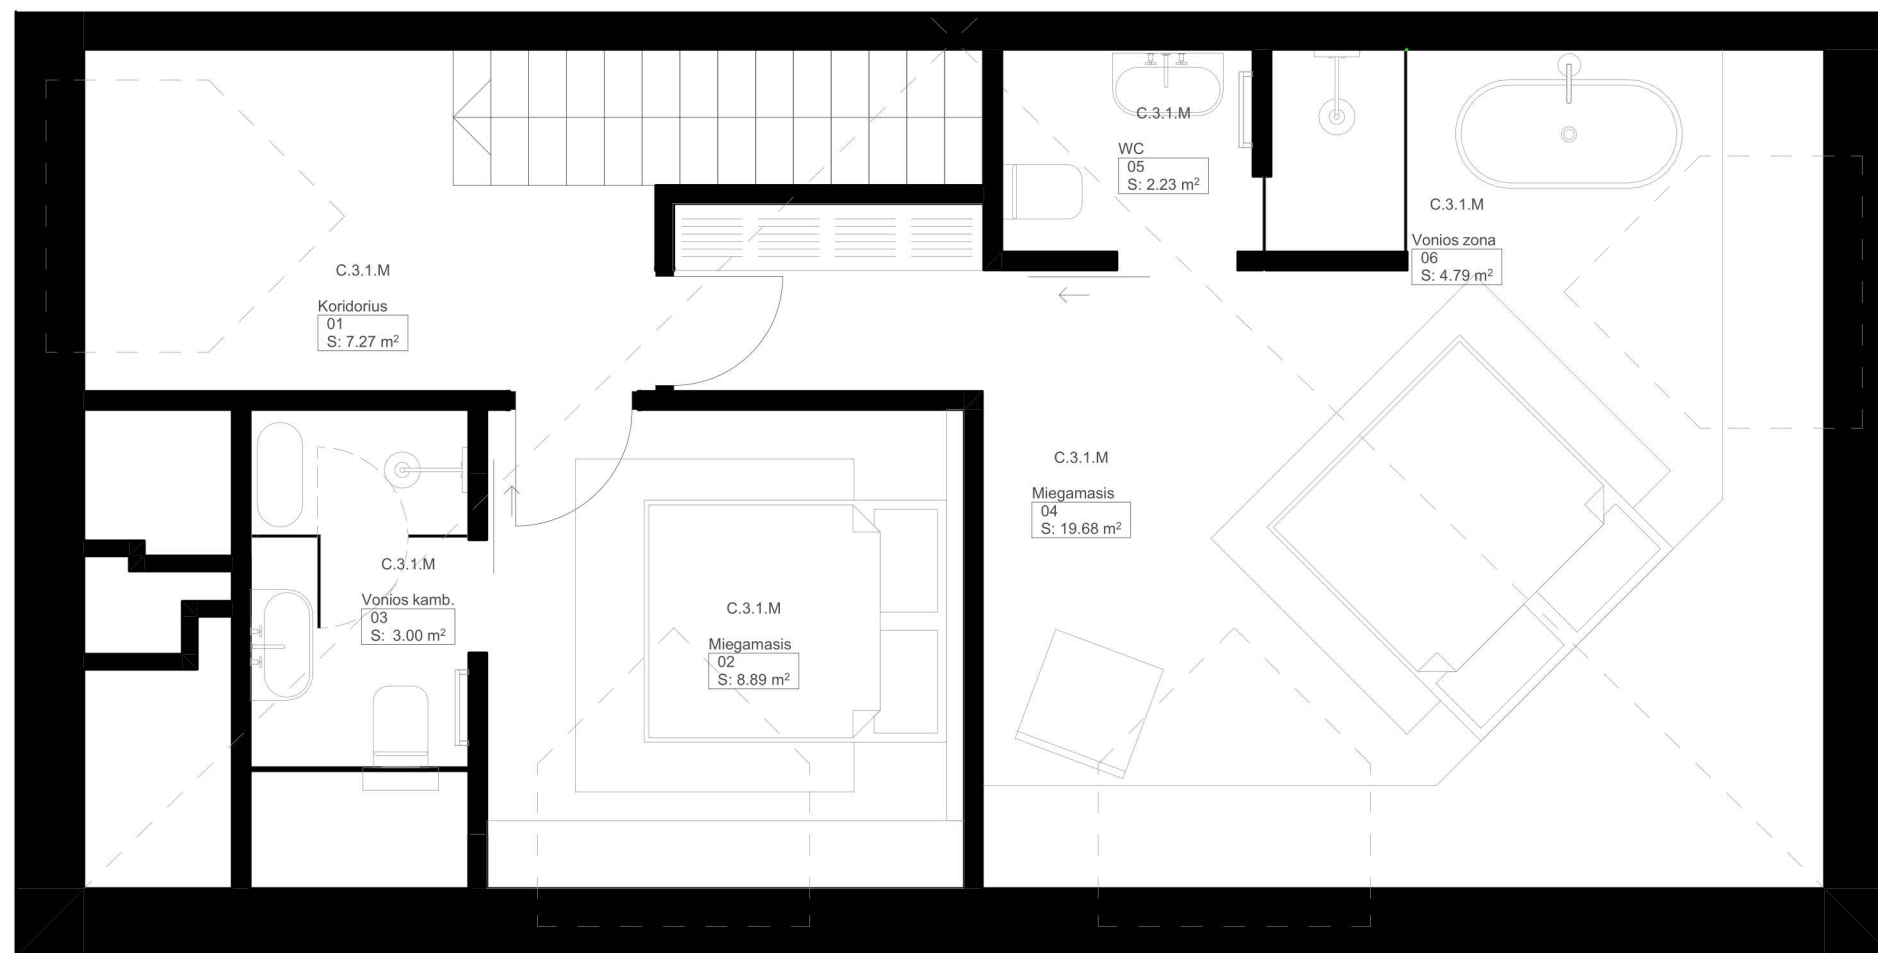 C.3.1.M
Koridorius
01
S: 7.27 m²
C.3.1.M
WC
05
S: 2.23 m²
C.3.1.M
Vonios zona
06
S: 4.79 m²
C.3.1.M
Vonios kamb.
03
S: 3.00 m²
C.3.1.M
Miegamasis
02
S: 8.89 m²
C.3.1.M
Miegamasis
04
S: 19.68 m²